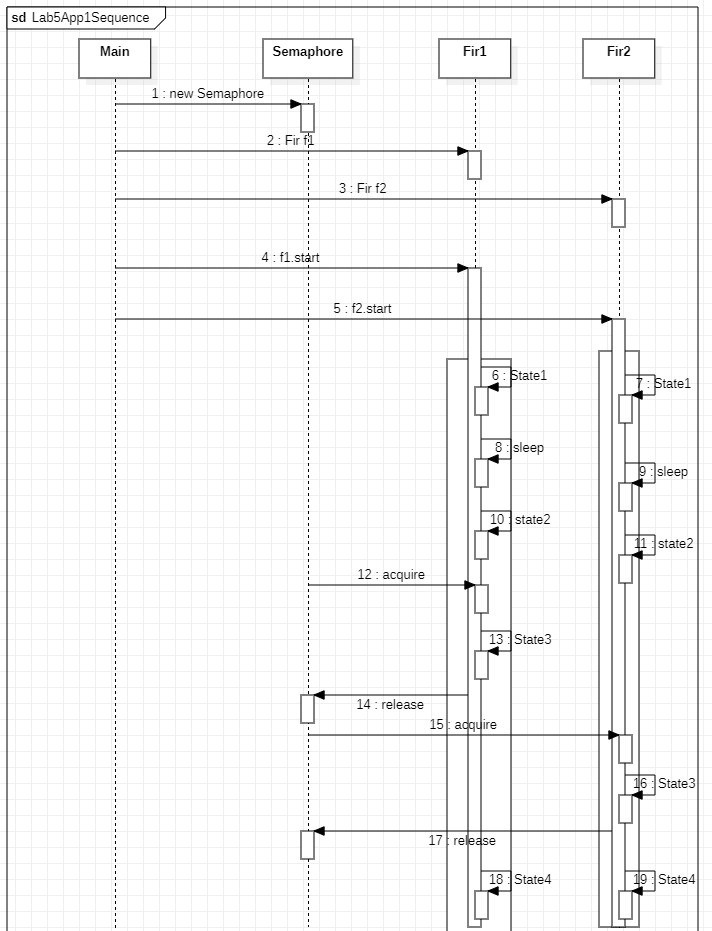 sd Lab5App1Sequence
Main
Semaphore
Fir1
Fir2
1 : new Semaphore
2 : Fir f1
3 : Fir f2
4 : f1.start
5 : f2.start
6 : State1
7 : State1
8 : sleep
9 : sleep
10 : state2
11 : state2
12 : acquire
13 : State3
14 : release
15 : acquire
16 : State3
17 : release
18 : State4
19 : State4